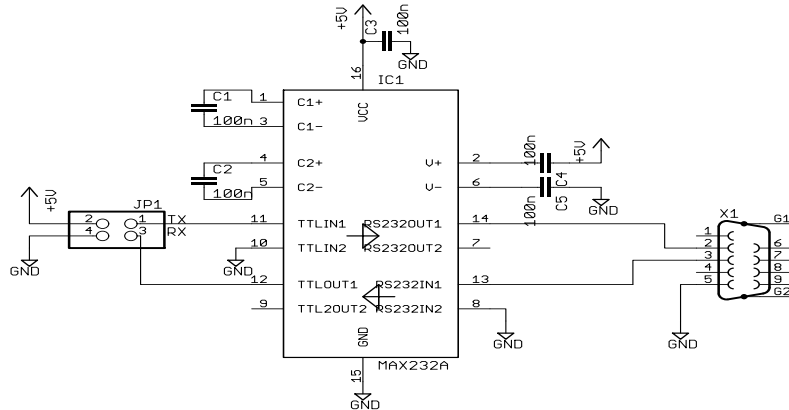 +5V
C3
100n
GND
16
IC1
C1
100n
1
C1+
3
C1-
VCC
C2
100n
4
C2+
5
C2-
V+
2
100n
+5V
V-
6
C4
100n
C5
GND
+5V
JP1
2
1
TX
4
3
RX
GND
11
TTLIN1
RS232OUT1
14
10
TTLIN2
RS232OUT2
7
GND
12
TTLOUT1
RS232IN1
13
9
TTL2OUT2
RS232IN2
8
GND
GND
MAX232A
15
GND
X1
G1
1
2
6
3
7
4
8
5
9
G2
GND